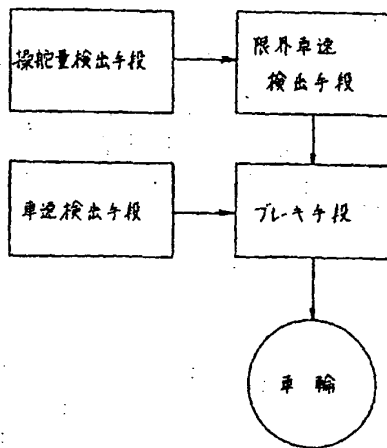 操舵量検出手段
限界車速
検出手段
車速検出手段
ブレーキ手段
車輪